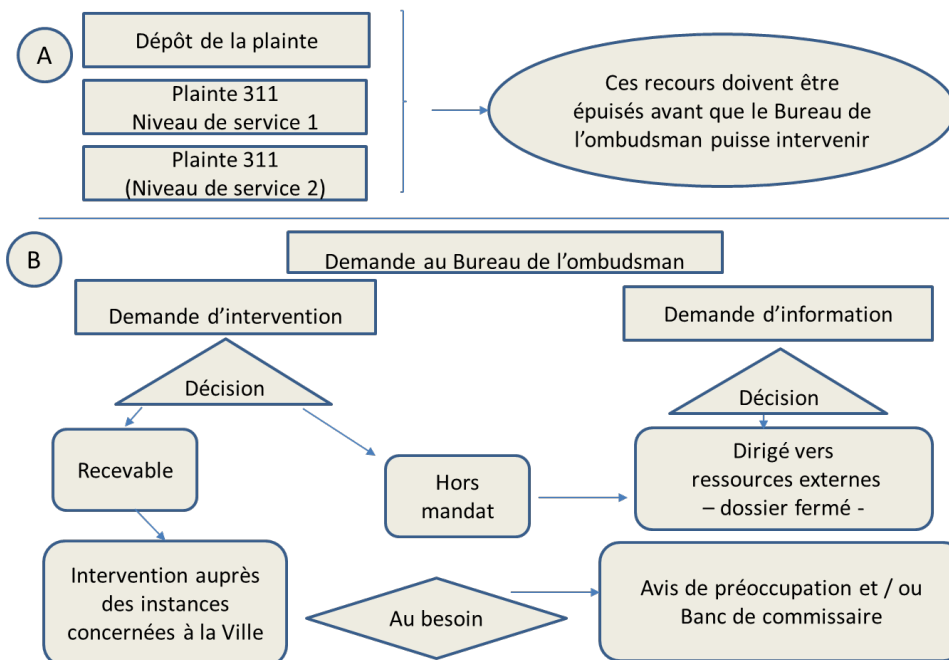 A
Dépôt de la plainte
Plainte 311
Niveau de service 1
Plainte 311
(Niveau de service 2)
Ces recours doivent être
épuisés avant que le Bureau de
l'ombudsman puisse intervenir
B
Demande au Bureau de l'ombudsman
Demande d'intervention
Demande d'information
Décision
Décision
Recevable
Hors
mandat
Dirigé vers
ressources externes
– dossier fermé -
Intervention auprès
des instances
concernées à la Ville
Au besoin
Avis de préoccupation et / ou
Banc de commissaire